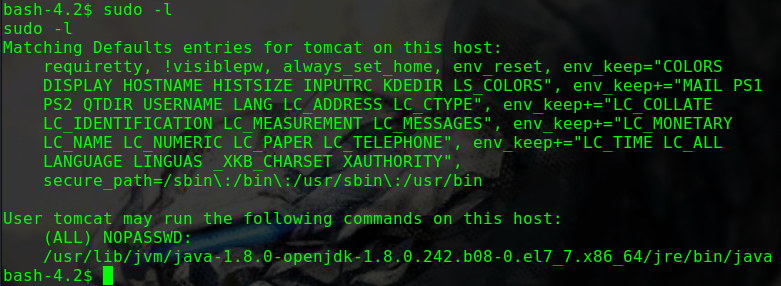 bash-4.2$ sudo -l
sudo -l
Matching Defaults entries for tomcat on this host:
    requiretty, !visiblepw, always_set_home, env_reset, env_keep="COLORS
    DISPLAY HOSTNAME HISTSIZE INPUTRC KDEDIR LS_COLORS", env_keep+="MAIL PS1
    PS2 QTDIR USERNAME LANG LC_ADDRESS LC_CTYPE", env_keep+="LC_COLLATE
    LC_IDENTIFICATION LC_MEASUREMENT LC_MESSAGES", env_keep+="LC_MONETARY
    LC_NAME LC_NUMERIC LC_PAPER LC_TELEPHONE", env_keep+="LC_TIME LC_ALL
    LANGUAGE LINGUAS _XKB_CHARSET XAUTHORITY",
    secure_path=/sbin\:/bin\:/usr/sbin\:/usr/bin

User tomcat may run the following commands on this host:
    (ALL) NOPASSWD:
    /usr/lib/jvm/java-1.8.0-openjdk-1.8.0.242.b08-0.el7_7.x86_64/jre/bin/java
bash-4.2$